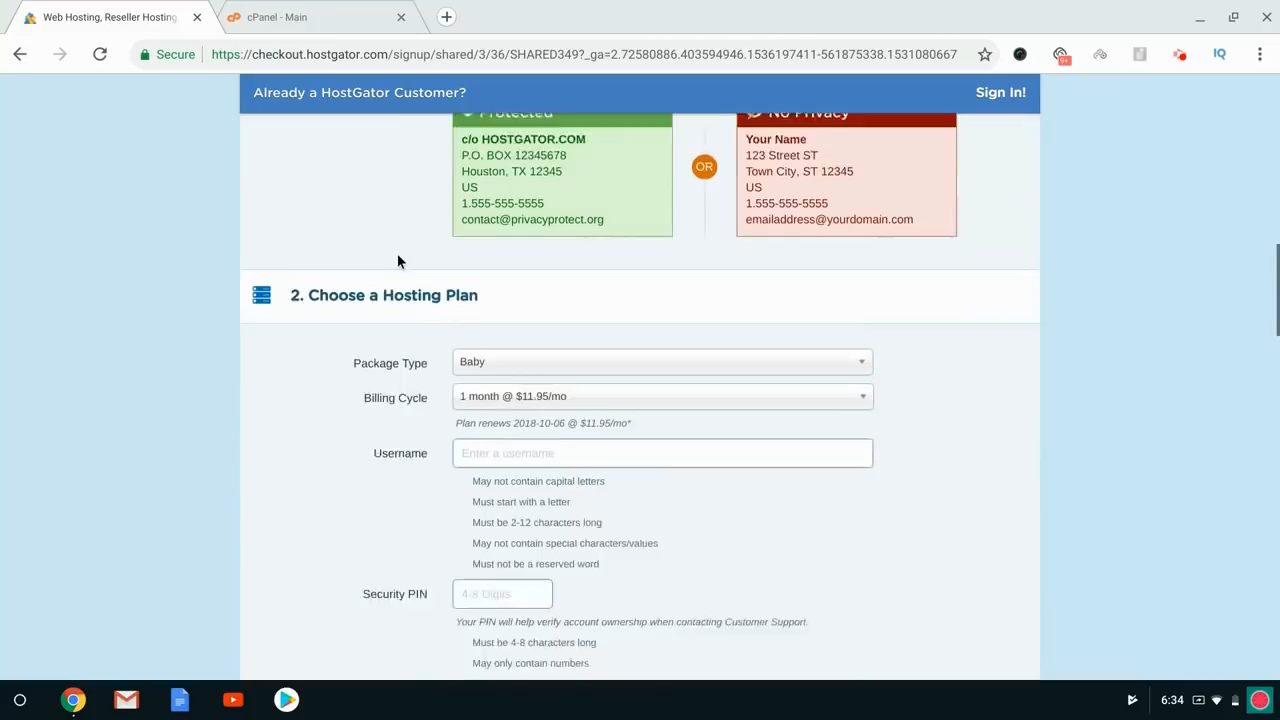 Web Hosting, Reseller Hosting,
cPanel - Main
Secure
https://checkout.hostgator.com/signup/shared/3/36/SHARED349?_ga=2.72580886.403594946.1536197411-561875338.1531080667
9+
IQ
Already a HostGator Customer?
Sign In!
Protected
No Privacy
c/o HOSTGATOR.COM
P.O. BOX 12345678
Houston, TX 12345
US
1.555-555-5555
contact@privacyprotect.org
OR
Your Name
123 Street ST
Town City, ST 12345
US
1.555-555-5555
emailaddress@yourdomain.com
2. Choose a Hosting Plan
Package Type
Baby
Billing Cycle
1 month @ $11.95/mo
Plan renews 2018-10-06 @ $11.95/mo*
Username
Enter a username
May not contain capital letters
Must start with a letter
Must be 2-12 characters long
May not contain special characters/values
Must not be a reserved word
Security PIN
4-8 Digits
Your PIN will help verify account ownership when contacting Customer Support.
Must be 4-8 characters long
May only contain numbers
6:34